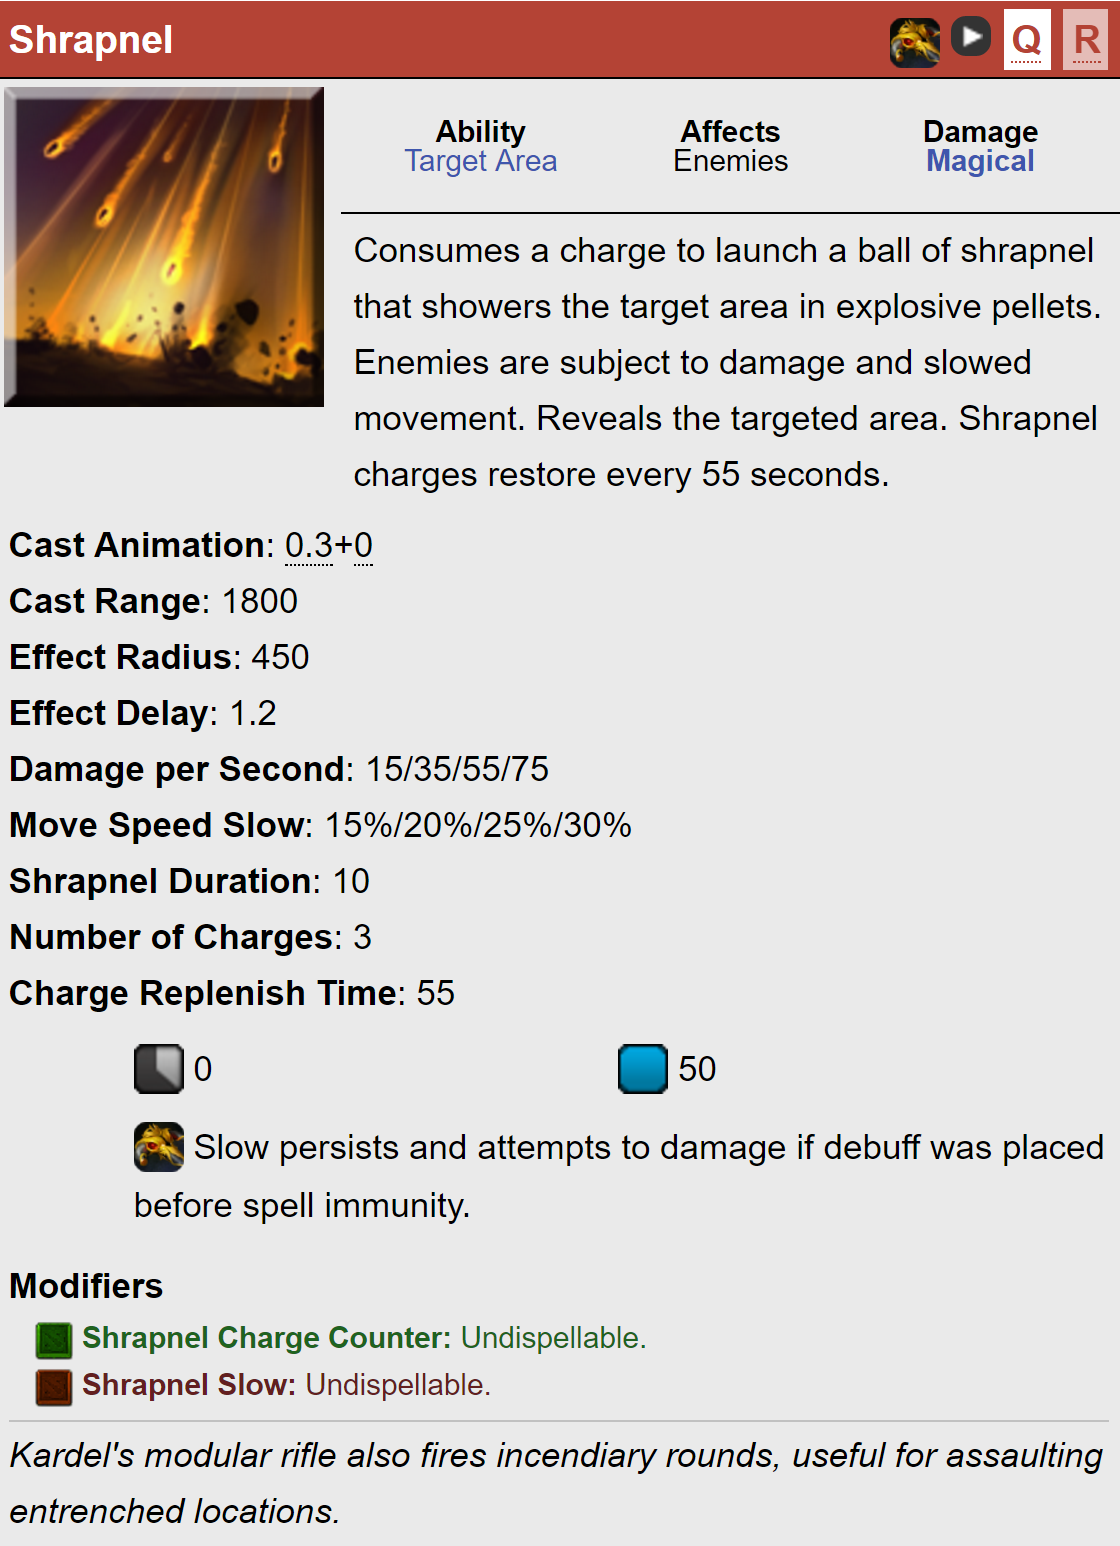 Shrapnel Q R
Ability Affects Damage
Target Area Enemies Magical
Consumes a charge to launch a ball of shrapnel
that showers the target area in explosive pellets.
Enemies are subject to damage and slowed
movement. Reveals the targeted area. Shrapnel
charges restore every 55 seconds.
Cast Animation: 0.3+0
Cast Range: 1800
Effect Radius: 450
Effect Delay: 1.2
Damage per Second: 15/35/55/75
Move Speed Slow: 15%/20%/25%/30%
Shrapnel Duration: 10
Number of Charges: 3
Charge Replenish Time: 55
0 50
Slow persists and attempts to damage if debuff was placed
before spell immunity.
Modifiers
Shrapnel Charge Counter: Undispellable.
Shrapnel Slow: Undispellable.
Kardel's modular rifle also fires incendiary rounds, useful for assaulting
entrenched locations.